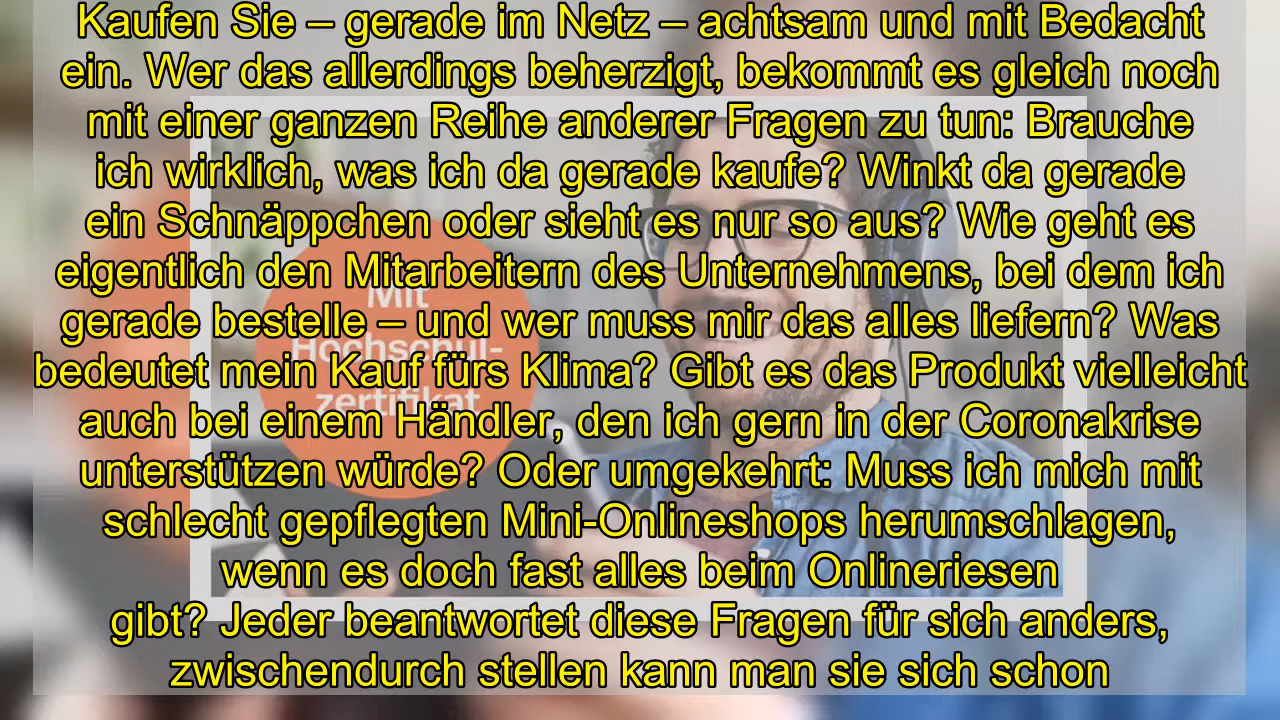 Kaufen Sie – gerade im Netz – achtsam und mit Bedacht
ein. Wer das allerdings beherzigt, bekommt es gleich noch
mit einer ganzen Reihe anderer Fragen zu tun: Brauche
ich wirklich, was ich da gerade kaufe? Winkt da gerade
ein Schnäppchen oder sieht es nur so aus? Wie geht es
eigentlich den Mitarbeitern des Unternehmens, bei dem ich
gerade bestelle – und wer muss mir das alles liefern? Was
bedeutet mein Kauf fürs Klima? Gibt es das Produkt vielleicht
auch bei einem Händler, den ich gern in der Coronakrise
unterstützen würde? Oder umgekehrt: Muss ich mich mit
schlecht gepflegten Mini-Onlineshops herumschlagen,
wenn es doch fast alles beim Onlineriesen
gibt? Jeder beantwortet diese Fragen für sich anders,
zwischendurch stellen kann man sie sich schon
Mit
Hochschul-
zertifikat